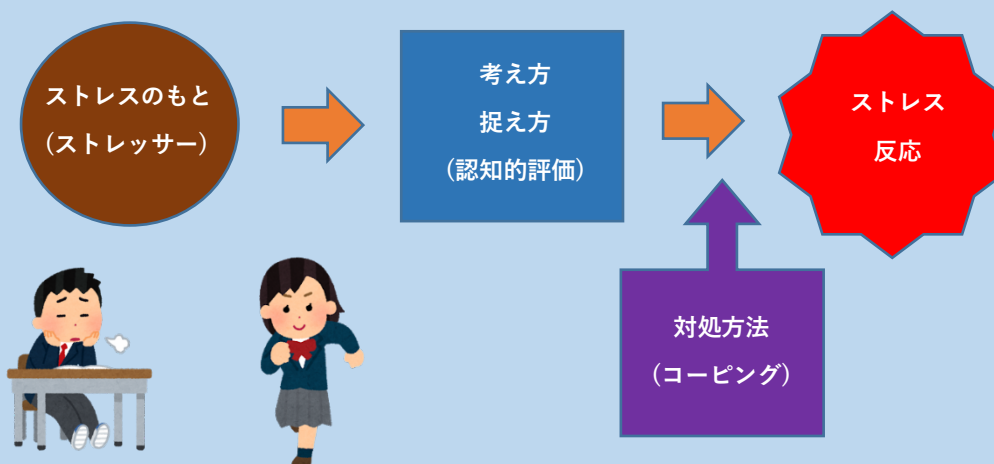 ストレスのもと
(ストレッサー)
考え方
捉え方
(認知的評価)
ストレス
反応
対処方法
(コーピング)